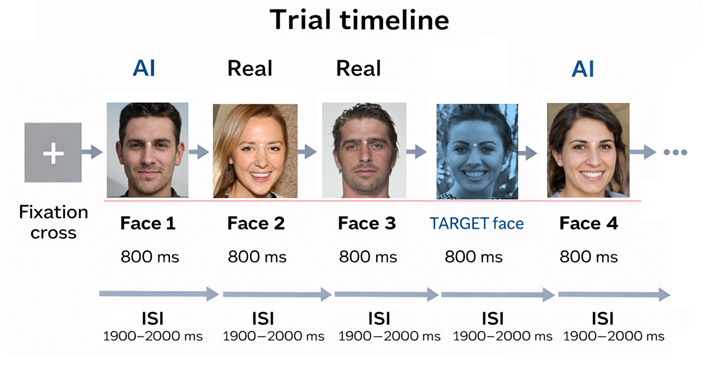 Trial timeline
AI Real Real AI
Fixation
cross
Face 1 Face 2 Face 3 TARGET face Face 4
800 ms 800 ms 800 ms 800 ms 800 ms
ISI ISI ISI ISI ISI
1900–2000 ms 1900–2000 ms 1900–2000 ms 1900–2000 ms 1900–2000 ms